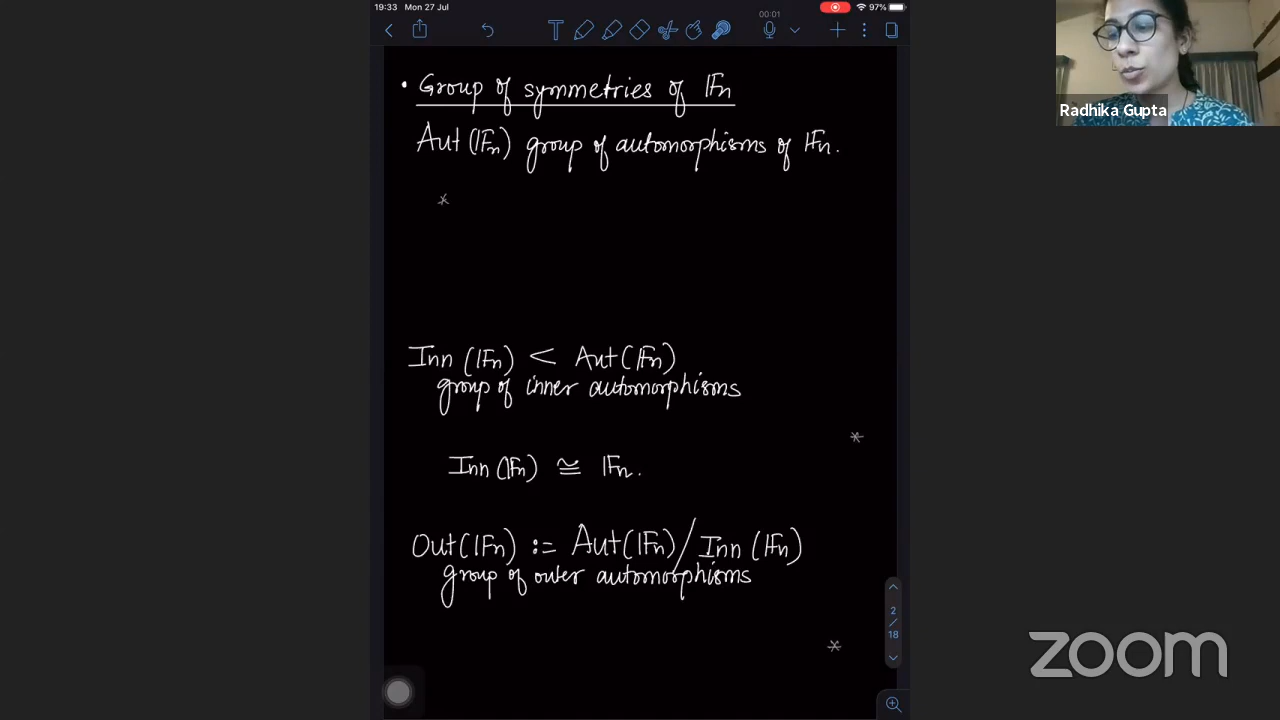 19:33 Mon 27 Jul
00:01
97%
T
• Group of symmetries of 𝔽n
Radhika Gupta
Aut(𝔽n) group of automorphisms of 𝔽n.
*
Inn(𝔽n) < Aut(𝔽n)
group of inner automorphisms
*
Inn(𝔽n) ≅ 𝔽n.
Out(𝔽n) := Aut(𝔽n)/Inn(𝔽n)
group of outer automorphisms
2
/
18
*
zoom